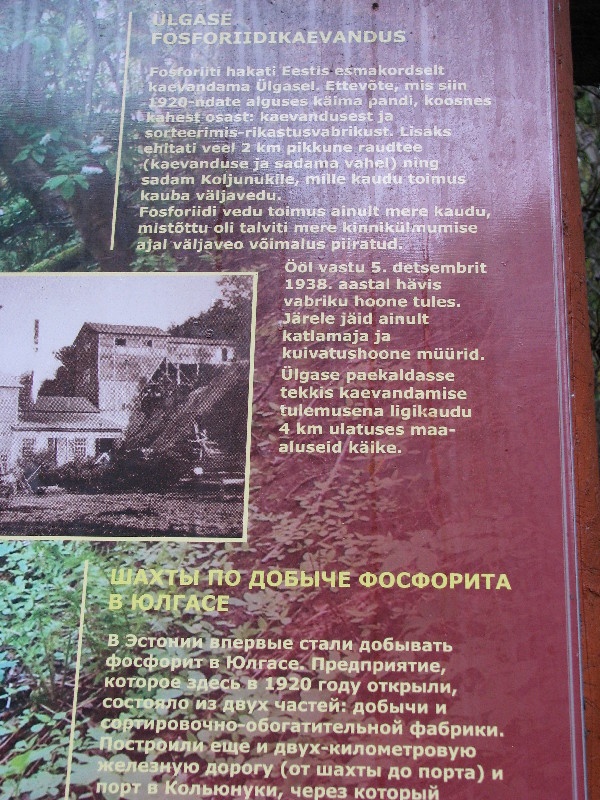 ÜLGASE
FOSFORIIDIKAEVANDUS
Fosforiiti hakati Eestis esmakordselt
kaevandama Ülgasel. Ettevõte, mis siin
1920-ndate alguses käima pandi, koosnes
kahest osast: kaevandusest ja
sorteerimis-rikastusvabrikust. Lisaks
ehitati veel 2 km pikkune raudtee
(kaevanduse ja sadama vahel) ning
sadam Koljunukile, mille kaudu toimus
kauba väljavedu.
Fosforiidi vedu toimus ainult mere kaudu,
mistõttu oli talviti mere kinnikülmumise
ajal väljaveo võimalus piiratud.
Ööl vastu 5. detsembrit
1938. aastal hävis
vabriku hoone tules.
Järele jäid ainult
katlamaja ja
kuivatushoone müürid.
Ülgase paekaldasse
tekkis kaevandamise
tulemusena ligikaudu
4 km ulatuses maa-
aluseid käike.
ШАХТЫ ПО ДОБЫЧЕ ФОСФОРИТА
В ЮЛГАСЕ
В Эстонии впервые стали добывать
фосфорит в Юлгасе. Предприятие,
которое здесь в 1920 году открыли,
состояло из двух частей: добычи и
сортировочно-обогатительной фабрики.
Построили еще и двух-километровую
железную дорогу (от шахты до порта) и
порт в Кольюнуки, через который